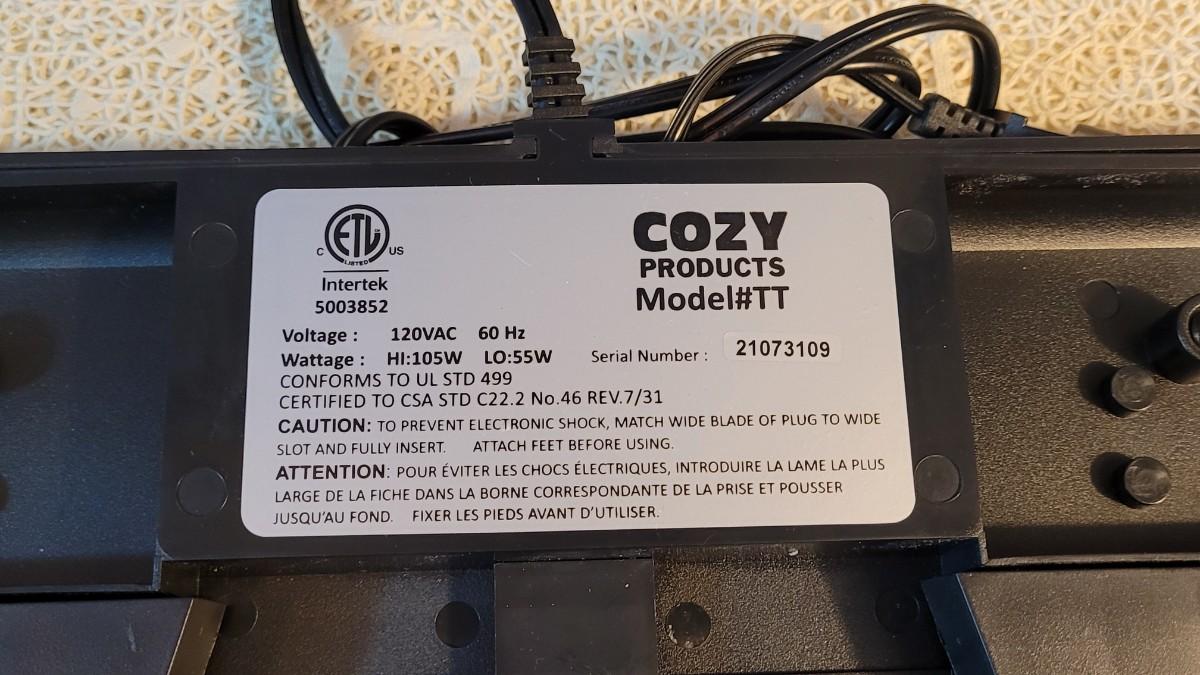 C ETL US
LISTED
Intertek
5003852
COZY
PRODUCTS
Model#TT
Voltage : 120VAC 60 Hz
Wattage : HI:105W LO:55W Serial Number : 21073109
CONFORMS TO UL STD 499
CERTIFIED TO CSA STD C22.2 No.46 REV.7/31
CAUTION: TO PREVENT ELECTRONIC SHOCK, MATCH WIDE BLADE OF PLUG TO WIDE
SLOT AND FULLY INSERT. ATTACH FEET BEFORE USING.
ATTENTION: POUR ÉVITER LES CHOCS ÉLECTRIQUES, INTRODUIRE LA LAME LA PLUS
LARGE DE LA FICHE DANS LA BORNE CORRESPONDANTE DE LA PRISE ET POUSSER
JUSQU'AU FOND. FIXER LES PIEDS AVANT D'UTILISER.